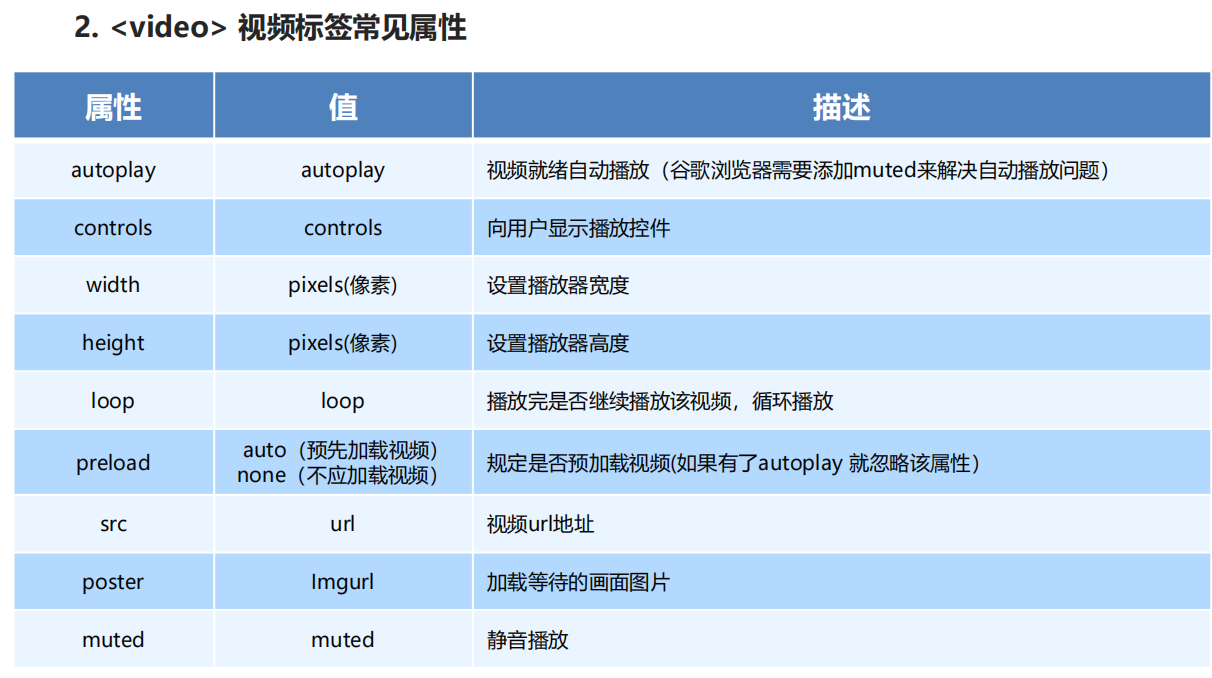 2. <video> 视频标签常见属性
属性 值 描述
autoplay autoplay 视频就绪自动播放（谷歌浏览器需要添加muted来解决自动播放问题）
controls controls 向用户显示播放控件
width pixels(像素) 设置播放器宽度
height pixels(像素) 设置播放器高度
loop loop 播放完是否继续播放该视频，循环播放
preload auto（预先加载视频）
none（不应加载视频） 规定是否预加载视频(如果有了autoplay 就忽略该属性）
src url 视频url地址
poster Imgurl 加载等待的画面图片
muted muted 静音播放